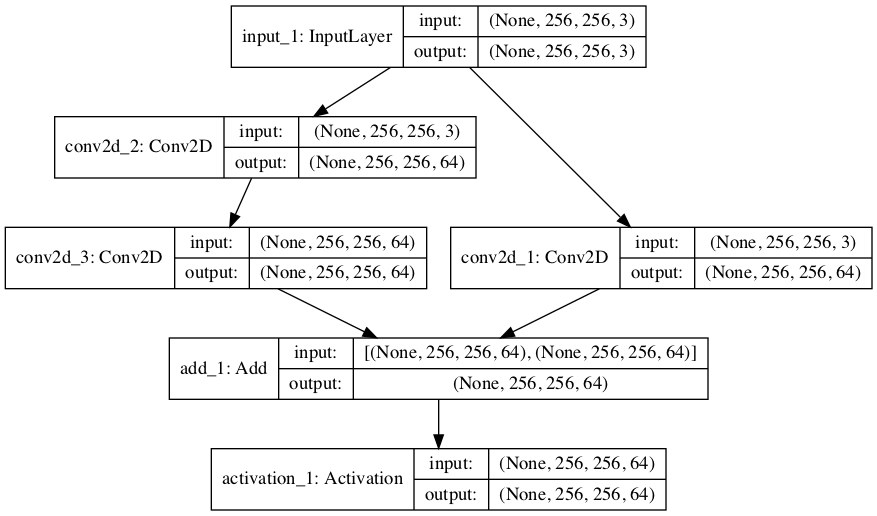 input_1: InputLayer
input: (None, 256, 256, 3)
output: (None, 256, 256, 3)
conv2d_2: Conv2D
input: (None, 256, 256, 3)
output: (None, 256, 256, 64)
conv2d_3: Conv2D
input: (None, 256, 256, 64)
output: (None, 256, 256, 64)
conv2d_1: Conv2D
input: (None, 256, 256, 3)
output: (None, 256, 256, 64)
add_1: Add
input: [(None, 256, 256, 64), (None, 256, 256, 64)]
output: (None, 256, 256, 64)
activation_1: Activation
input: (None, 256, 256, 64)
output: (None, 256, 256, 64)